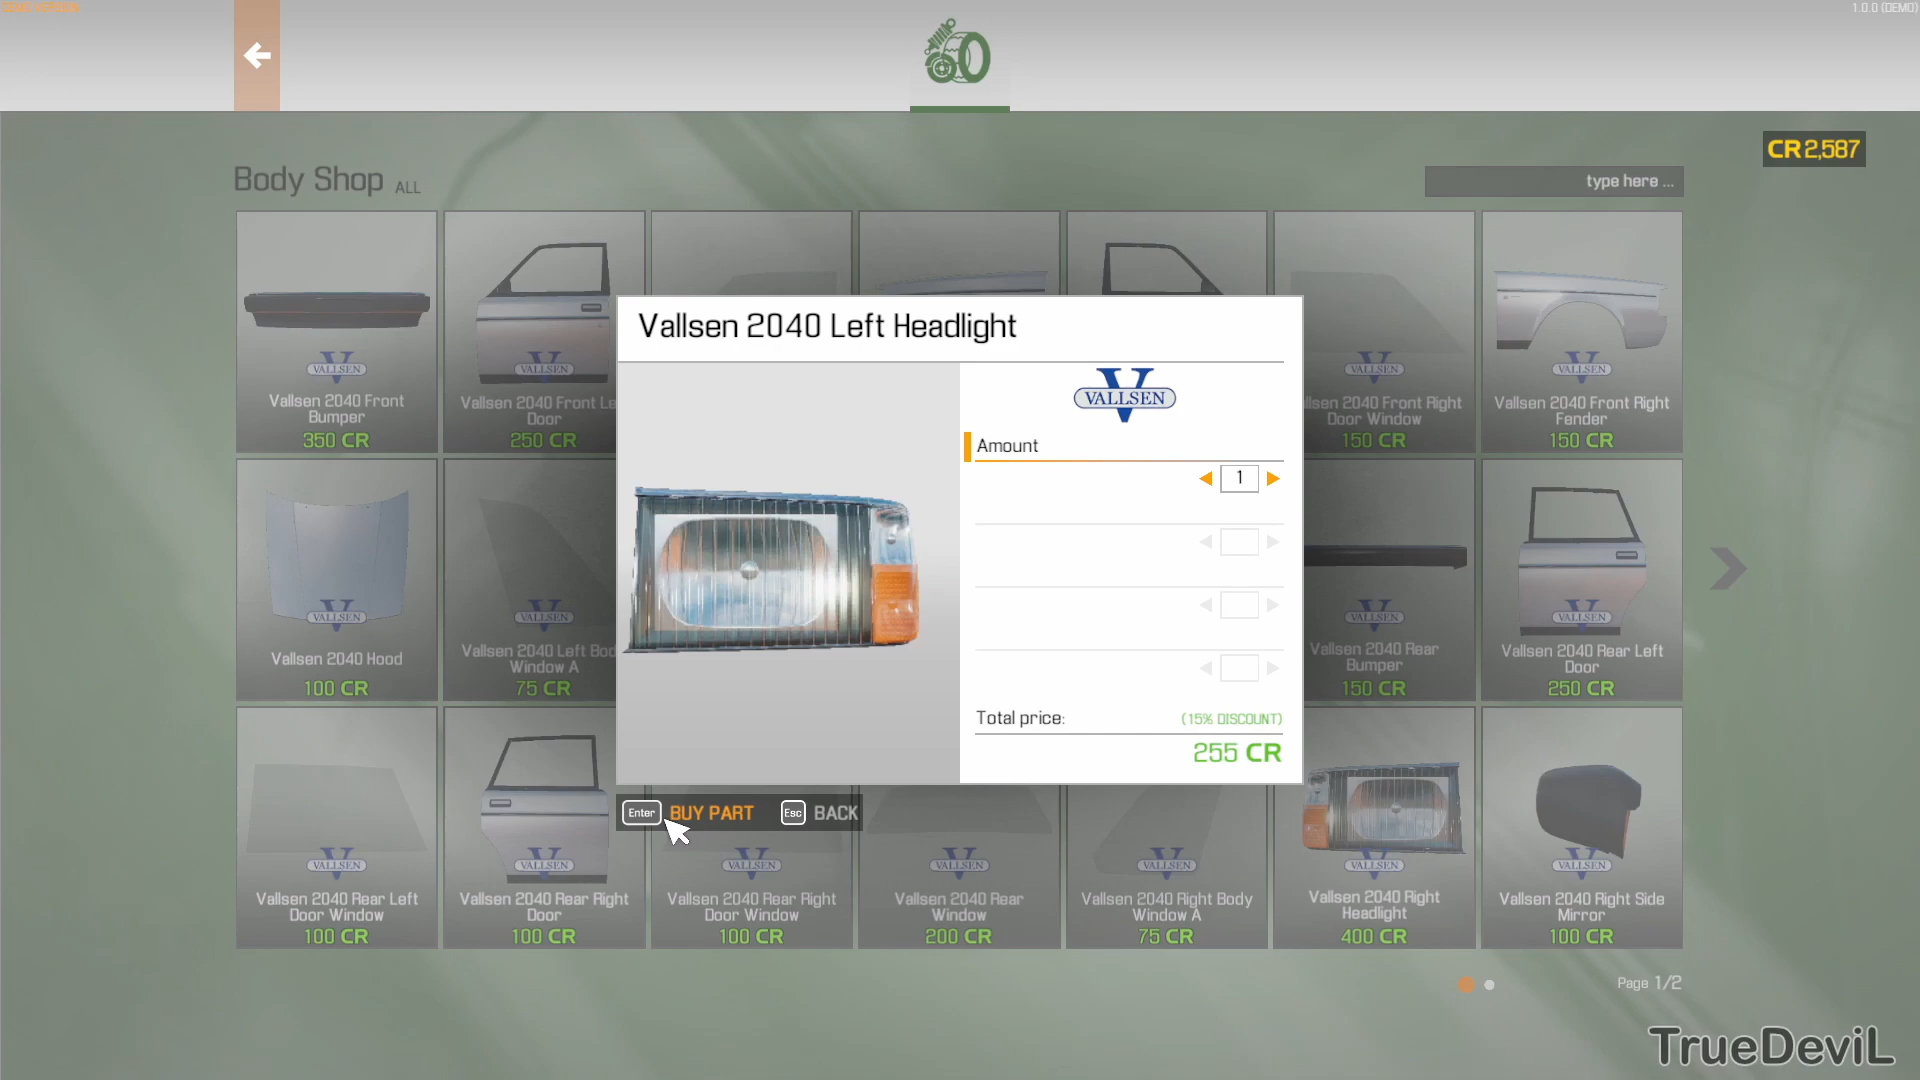 1.0.0 (DEMO)
CR 2,587
Body Shop ALL
type here ...
VALLSEN
Vallsen 2040 Front
Bumper
350 CR
VALLSEN
Vallsen 2040 Front Le
Door
250 CR
VALLSEN
llsen 2040 Front Right
Door Window
150 CR
VALLSEN
Vallsen 2040 Front Right
Fender
150 CR
Vallsen 2040 Left Headlight
VALLSEN
Amount
1
Total price:
(15% DISCOUNT)
255 CR
Enter BUY PART Esc BACK
VALLSEN
Vallsen 2040 Hood
100 CR
VALLSEN
Vallsen 2040 Left Bod
Window A
75 CR
VALLSEN
Vallsen 2040 Rear
Bumper
150 CR
VALLSEN
Vallsen 2040 Rear Left
Door
250 CR
VALLSEN
Vallsen 2040 Rear Left
Door Window
100 CR
VALLSEN
Vallsen 2040 Rear Right
Door
100 CR
VALLSEN
Vallsen 2040 Rear Right
Door Window
100 CR
VALLSEN
Vallsen 2040 Rear
Window
200 CR
VALLSEN
Vallsen 2040 Right Body
Window A
75 CR
VALLSEN
Vallsen 2040 Right
Headlight
400 CR
VALLSEN
Vallsen 2040 Right Side
Mirror
100 CR
Page 1/2
TrueDeviL